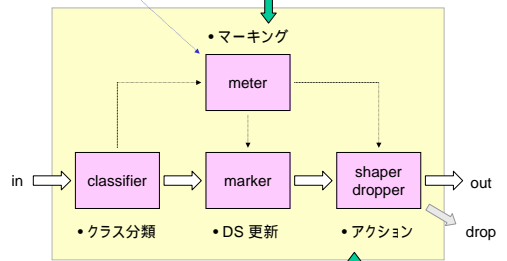 •マーキング
meter
in
classifier
marker
shaper
dropper
out
•クラス分類
•DS 更新
•アクション
drop